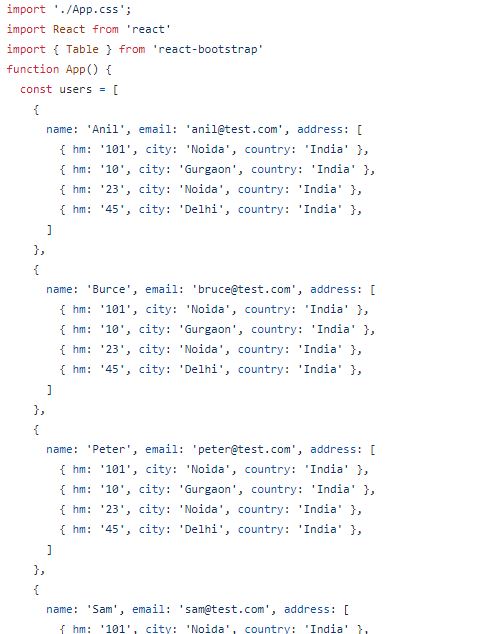 import './App.css';
import React from 'react'
import { Table } from 'react-bootstrap'
function App() {
  const users = [
    {
      name: 'Anil', email: 'anil@test.com', address: [
        { hm: '101', city: 'Noida', country: 'India' },
        { hm: '10', city: 'Gurgaon', country: 'India' },
        { hm: '23', city: 'Noida', country: 'India' },
        { hm: '45', city: 'Delhi', country: 'India' },
      ]
    },
    {
      name: 'Burce', email: 'bruce@test.com', address: [
        { hm: '101', city: 'Noida', country: 'India' },
        { hm: '10', city: 'Gurgaon', country: 'India' },
        { hm: '23', city: 'Noida', country: 'India' },
        { hm: '45', city: 'Delhi', country: 'India' },
      ]
    },
    {
      name: 'Peter', email: 'peter@test.com', address: [
        { hm: '101', city: 'Noida', country: 'India' },
        { hm: '10', city: 'Gurgaon', country: 'India' },
        { hm: '23', city: 'Noida', country: 'India' },
        { hm: '45', city: 'Delhi', country: 'India' },
      ]
    },
    {
      name: 'Sam', email: 'sam@test.com', address: [
        { hm: '101', city: 'Noida', country: 'India' },